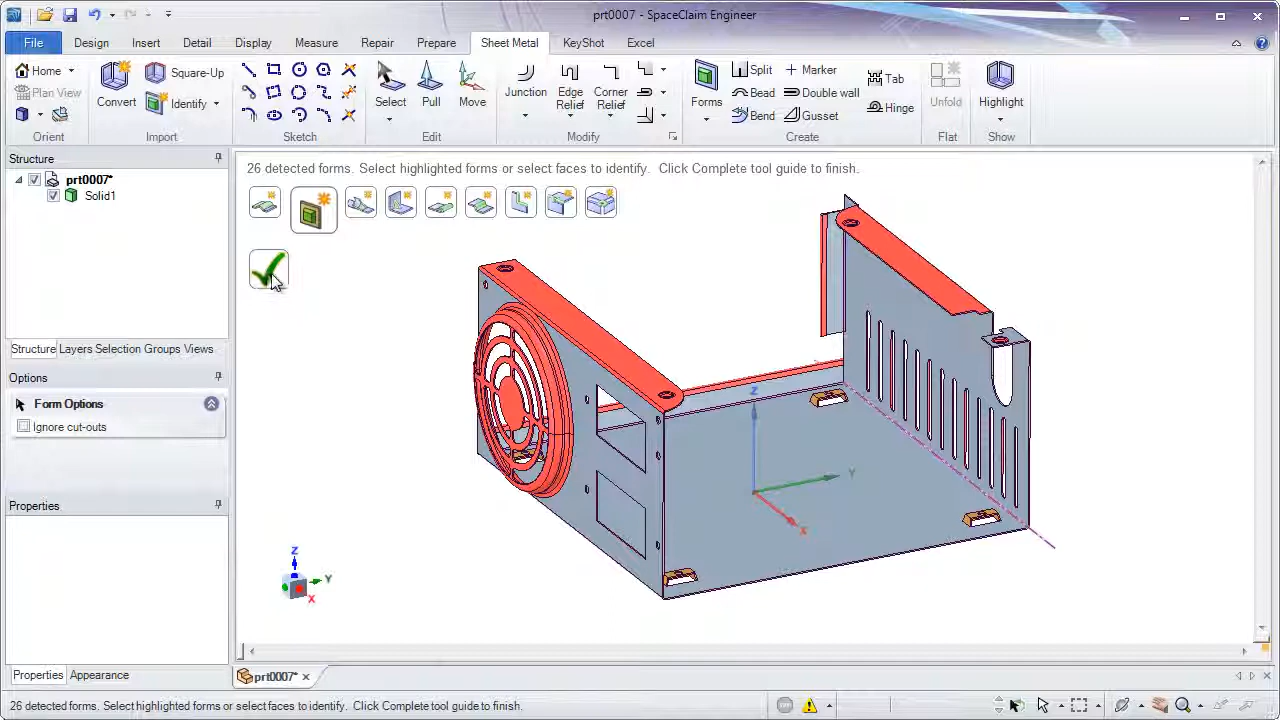 prt0007 - SpaceClaim Engineer
File Design Insert Detail Display Measure Repair Prepare Sheet Metal KeyShot Excel
Home
Plan View
Orient
Convert
Square-Up
Identify
Import
Sketch
Select
Pull
Move
Edit
Junction
Edge Relief
Corner Relief
Modify
Forms
Split
Bead
Bend
Marker
Double wall
Gusset
Tab
Hinge
Create
Unfold
Flat
Highlight
Show
Structure
prt0007*
Solid1
Structure Layers Selection Groups Views
Options
Form Options
Ignore cut-outs
Properties
Properties Appearance
26 detected forms. Select highlighted forms or select faces to identify. Click Complete tool guide to finish.
Z
Y
X
Z
Y
X
prt0007*
26 detected forms. Select highlighted forms or select faces to identify. Click Complete tool guide to finish.